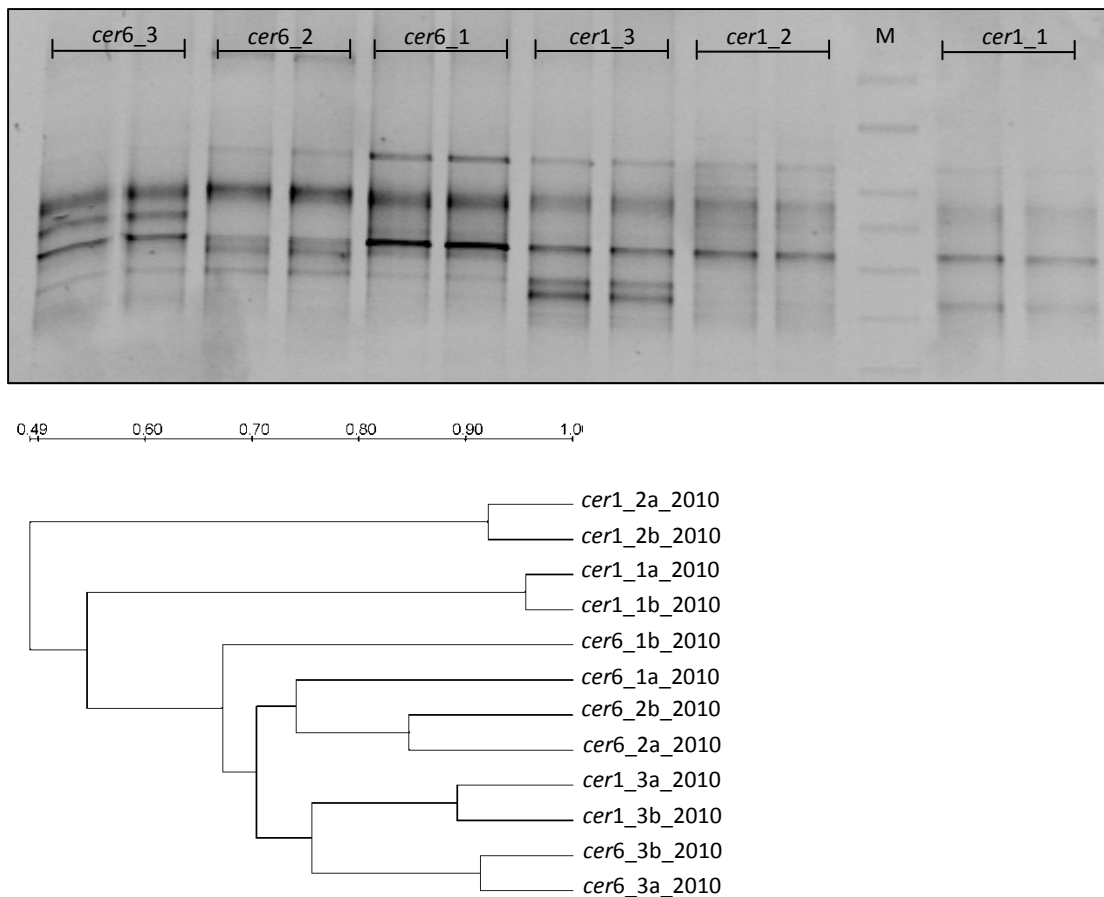 cer6_3 cer6_2 cer6_1 cer1_3 cer1_2 M cer1_1
0.49 0.60 0.70 0.80 0.90 1.0
cer1_2a_2010
cer1_2b_2010
cer1_1a_2010
cer1_1b_2010
cer6_1b_2010
cer6_1a_2010
cer6_2b_2010
cer6_2a_2010
cer1_3a_2010
cer1_3b_2010
cer6_3b_2010
cer6_3a_2010